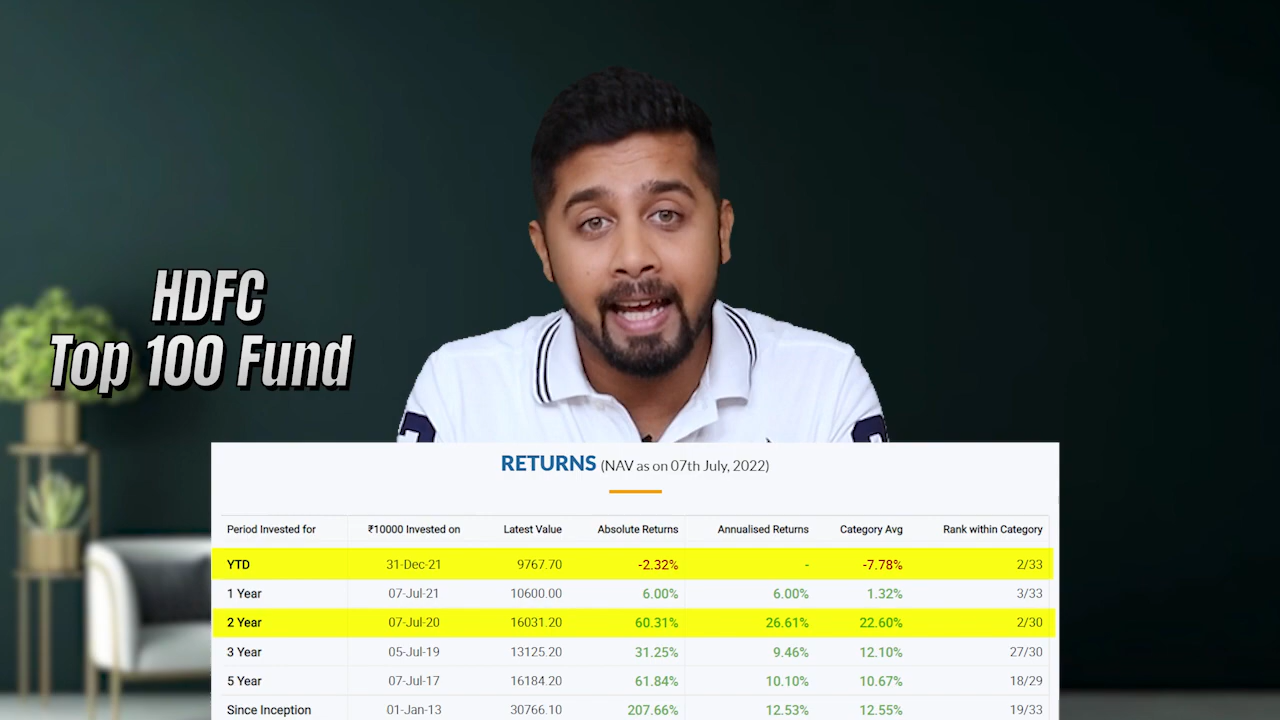 HDFC
Top 100 Fund
RETURNS (NAV as on 07th July, 2022)
Period Invested for ₹10000 Invested on Latest Value Absolute Returns Annualised Returns Category Avg Rank within Category
YTD 31-Dec-21 9767.70 -2.32% - -7.78% 2/33
1 Year 07-Jul-21 10600.00 6.00% 6.00% 1.32% 3/33
2 Year 07-Jul-20 16031.20 60.31% 26.61% 22.60% 2/30
3 Year 05-Jul-19 13125.20 31.25% 9.46% 12.10% 27/30
5 Year 07-Jul-17 16184.20 61.84% 10.10% 10.67% 18/29
Since Inception 01-Jan-13 30766.10 207.66% 12.53% 12.55% 19/33